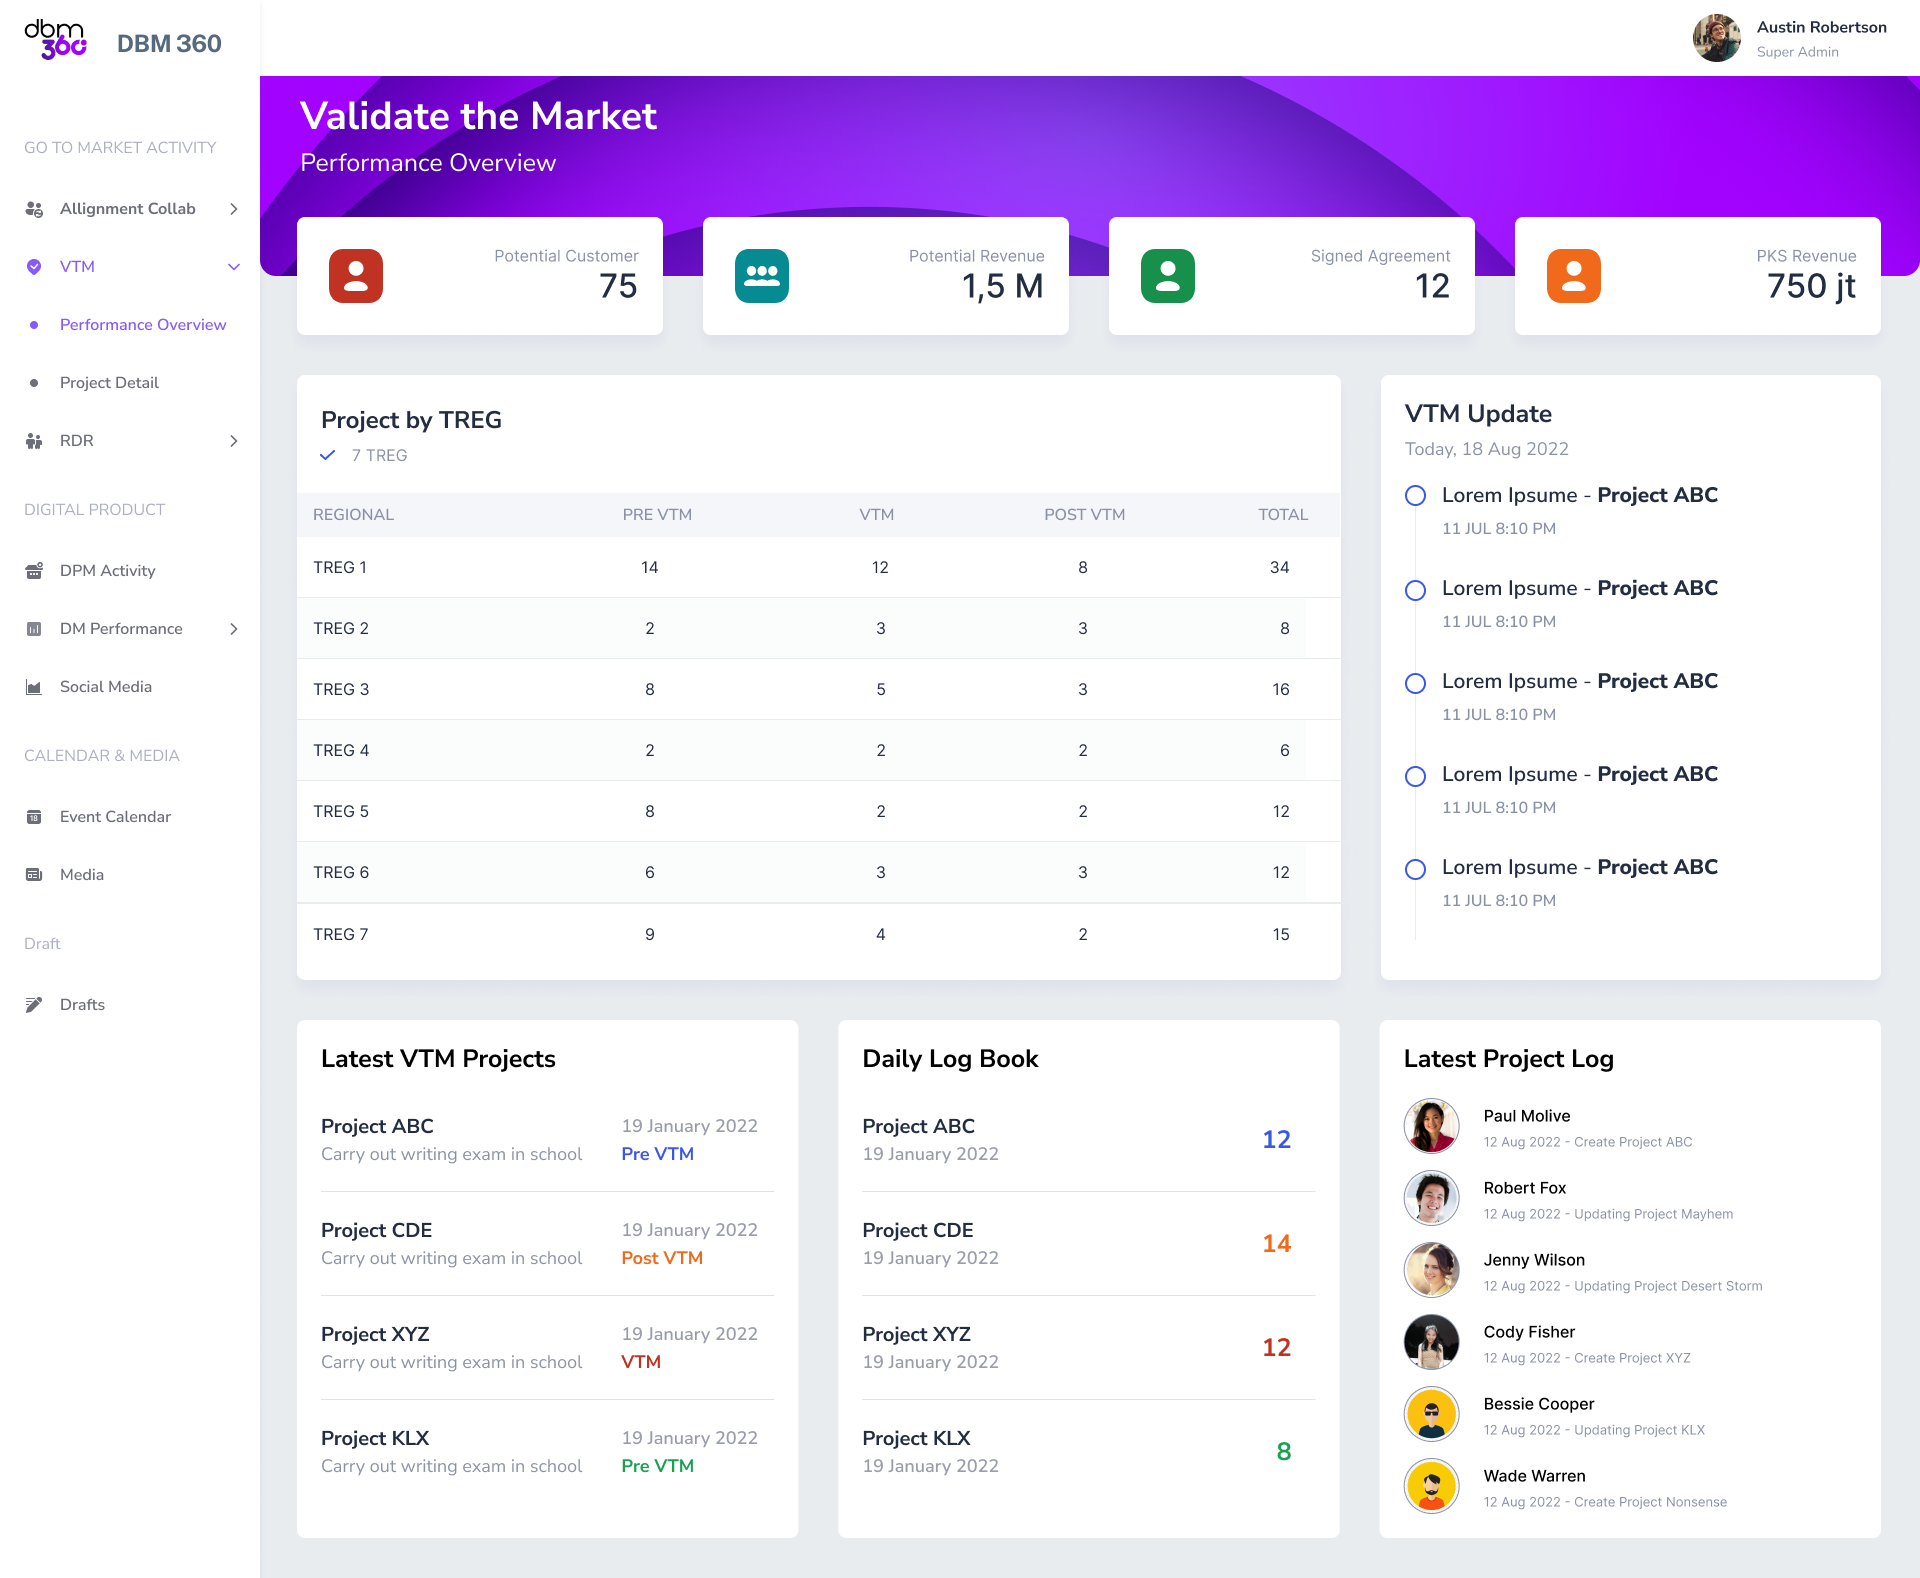 dbm
360
DBM 360
Austin Robertson
Super Admin
GO TO MARKET ACTIVITY
Allignment Collab
VTM
Performance Overview
Project Detail
RDR
DIGITAL PRODUCT
DPM Activity
DM Performance
Social Media
CALENDAR & MEDIA
18
Event Calendar
Media
Draft
Drafts
Validate the Market
Performance Overview
Potential Customer
75
Potential Revenue
1,5 M
Signed Agreement
12
PKS Revenue
750 jt
Project by TREG
7 TREG
REGIONAL PRE VTM VTM POST VTM TOTAL
TREG 1 14 12 8 34
TREG 2 2 3 3 8
TREG 3 8 5 3 16
TREG 4 2 2 2 6
TREG 5 8 2 2 12
TREG 6 6 3 3 12
TREG 7 9 4 2 15
VTM Update
Today, 18 Aug 2022
Lorem Ipsume - Project ABC
11 JUL 8:10 PM
Lorem Ipsume - Project ABC
11 JUL 8:10 PM
Lorem Ipsume - Project ABC
11 JUL 8:10 PM
Lorem Ipsume - Project ABC
11 JUL 8:10 PM
Lorem Ipsume - Project ABC
11 JUL 8:10 PM
Latest VTM Projects
Project ABC 19 January 2022
Carry out writing exam in school Pre VTM
Project CDE 19 January 2022
Carry out writing exam in school Post VTM
Project XYZ 19 January 2022
Carry out writing exam in school VTM
Project KLX 19 January 2022
Carry out writing exam in school Pre VTM
Daily Log Book
Project ABC
19 January 2022
12
Project CDE
19 January 2022
14
Project XYZ
19 January 2022
12
Project KLX
19 January 2022
8
Latest Project Log
Paul Molive
12 Aug 2022 - Create Project ABC
Robert Fox
12 Aug 2022 - Updating Project Mayhem
Jenny Wilson
12 Aug 2022 - Updating Project Desert Storm
Cody Fisher
12 Aug 2022 - Create Project XYZ
Bessie Cooper
12 Aug 2022 - Updating Project KLX
Wade Warren
12 Aug 2022 - Create Project Nonsense